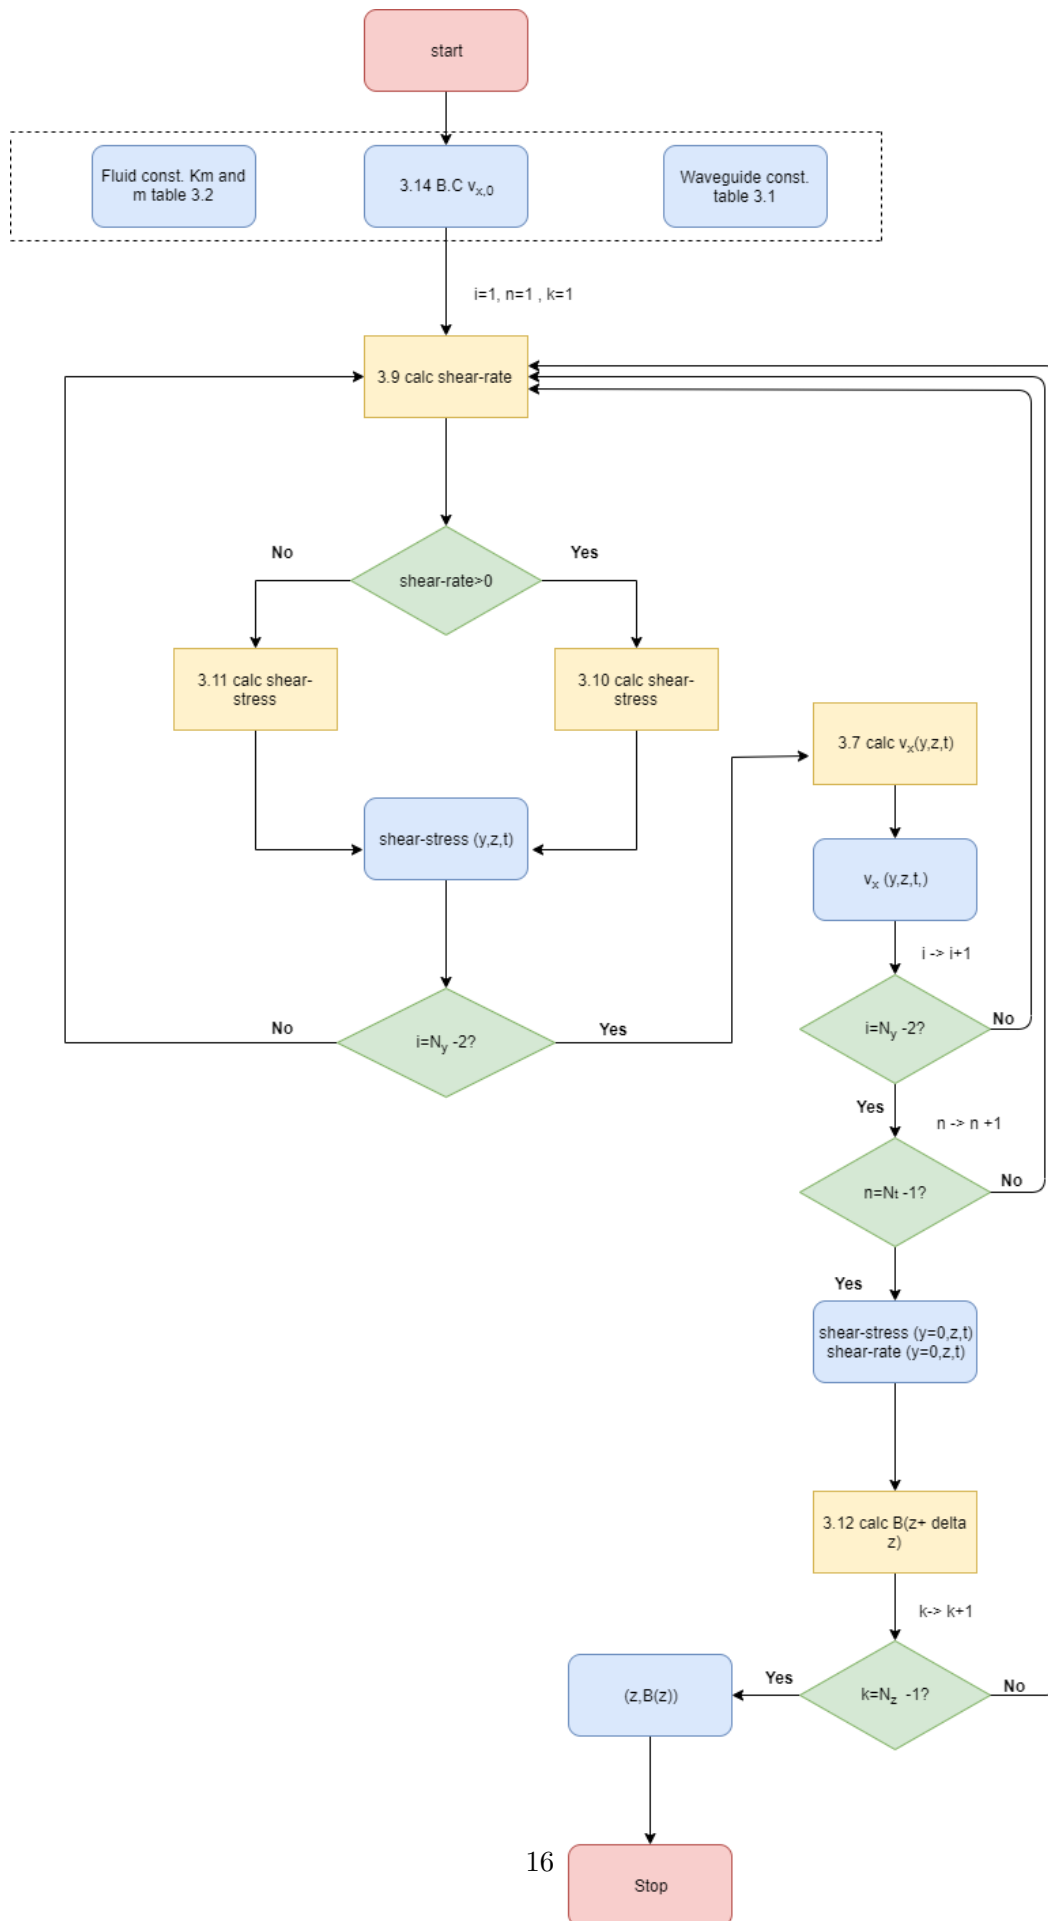 start
Fluid const. Km and
m table 3.2
3.14 B.C vₓ,₀
Waveguide const.
table 3.1
i=1, n=1 , k=1
3.9 calc shear-rate
No
Yes
shear-rate>0
3.11 calc shear-
stress
3.10 calc shear-
stress
3.7 calc vₓ(y,z,t)
shear-stress (y,z,t)
vₓ (y,z,t,)
i -> i+1
No
Yes
i=N_y -2?
i=N_y -2?
No
Yes
n -> n +1
n=Nt -1?
No
Yes
shear-stress (y=0,z,t)
shear-rate (y=0,z,t)
3.12 calc B(z+ delta
z)
k-> k+1
(z,B(z))
Yes
k=N_z -1?
No
16
Stop